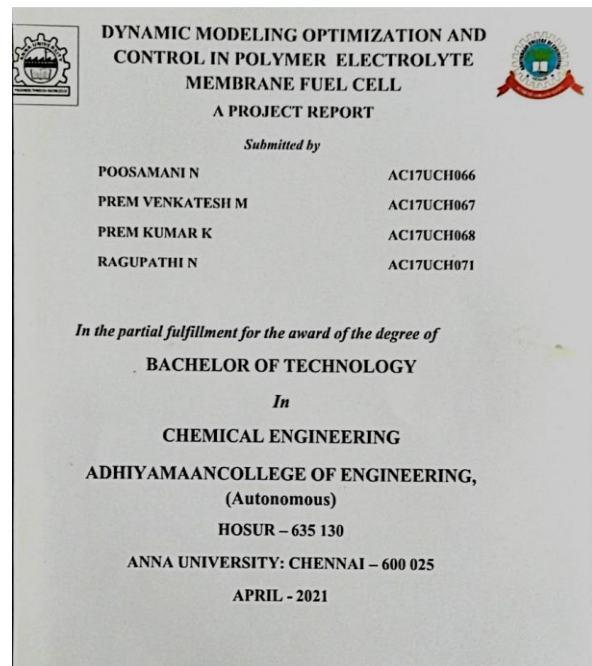 ANNA UNIVERSITY
DYNAMIC MODELING OPTIMIZATION AND
CONTROL IN POLYMER ELECTROLYTE
MEMBRANE FUEL CELL
A PROJECT REPORT
Submitted by
POOSAMANI N AC17UCH066
PREM VENKATESH M AC17UCH067
PREM KUMAR K AC17UCH068
RAGUPATHI N AC17UCH071
In the partial fulfillment for the award of the degree of
BACHELOR OF TECHNOLOGY
In
CHEMICAL ENGINEERING
ADHIYAMAANCOLLEGE OF ENGINEERING,
(Autonomous)
HOSUR – 635 130
ANNA UNIVERSITY: CHENNAI – 600 025
APRIL - 2021